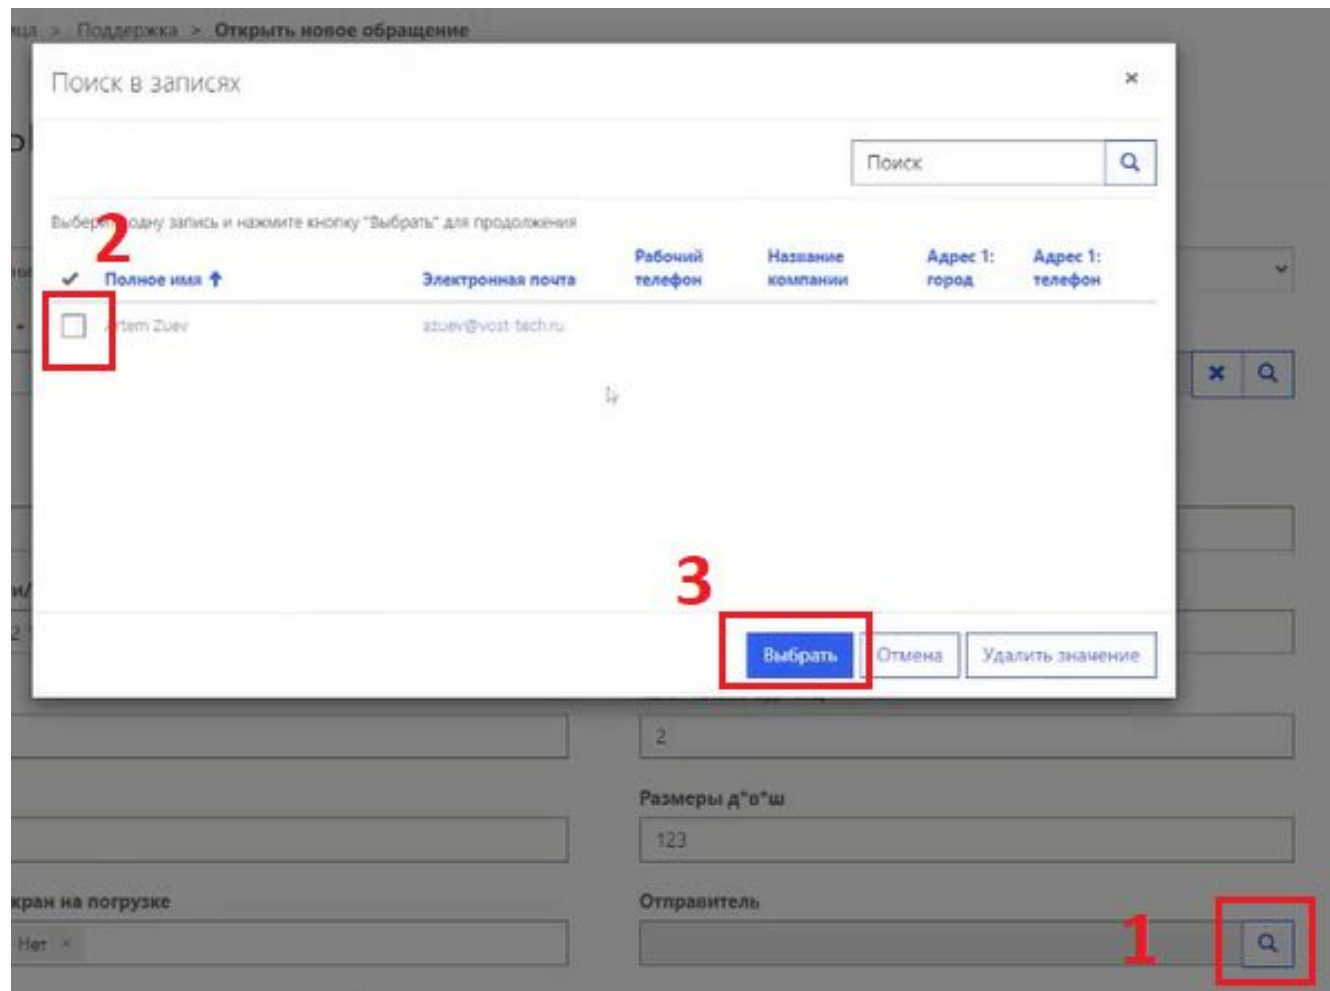 > Поддержка > Открыть новое обращение
Поиск в записях
×
Поиск
одну запись и нажмите кнопку "Выбрать" для продолжения
2
Полное имя
Электронная почта
Рабочий телефон
Название компании
Адрес 1: город
Адрес 1: телефон
Artem Zuev
azuev@vost-tech.ru
3
Выбрать
Отмена
Удалить значение
2
Размеры д*в*ш
123
кран на погрузке
Отправитель
Нет ×
1